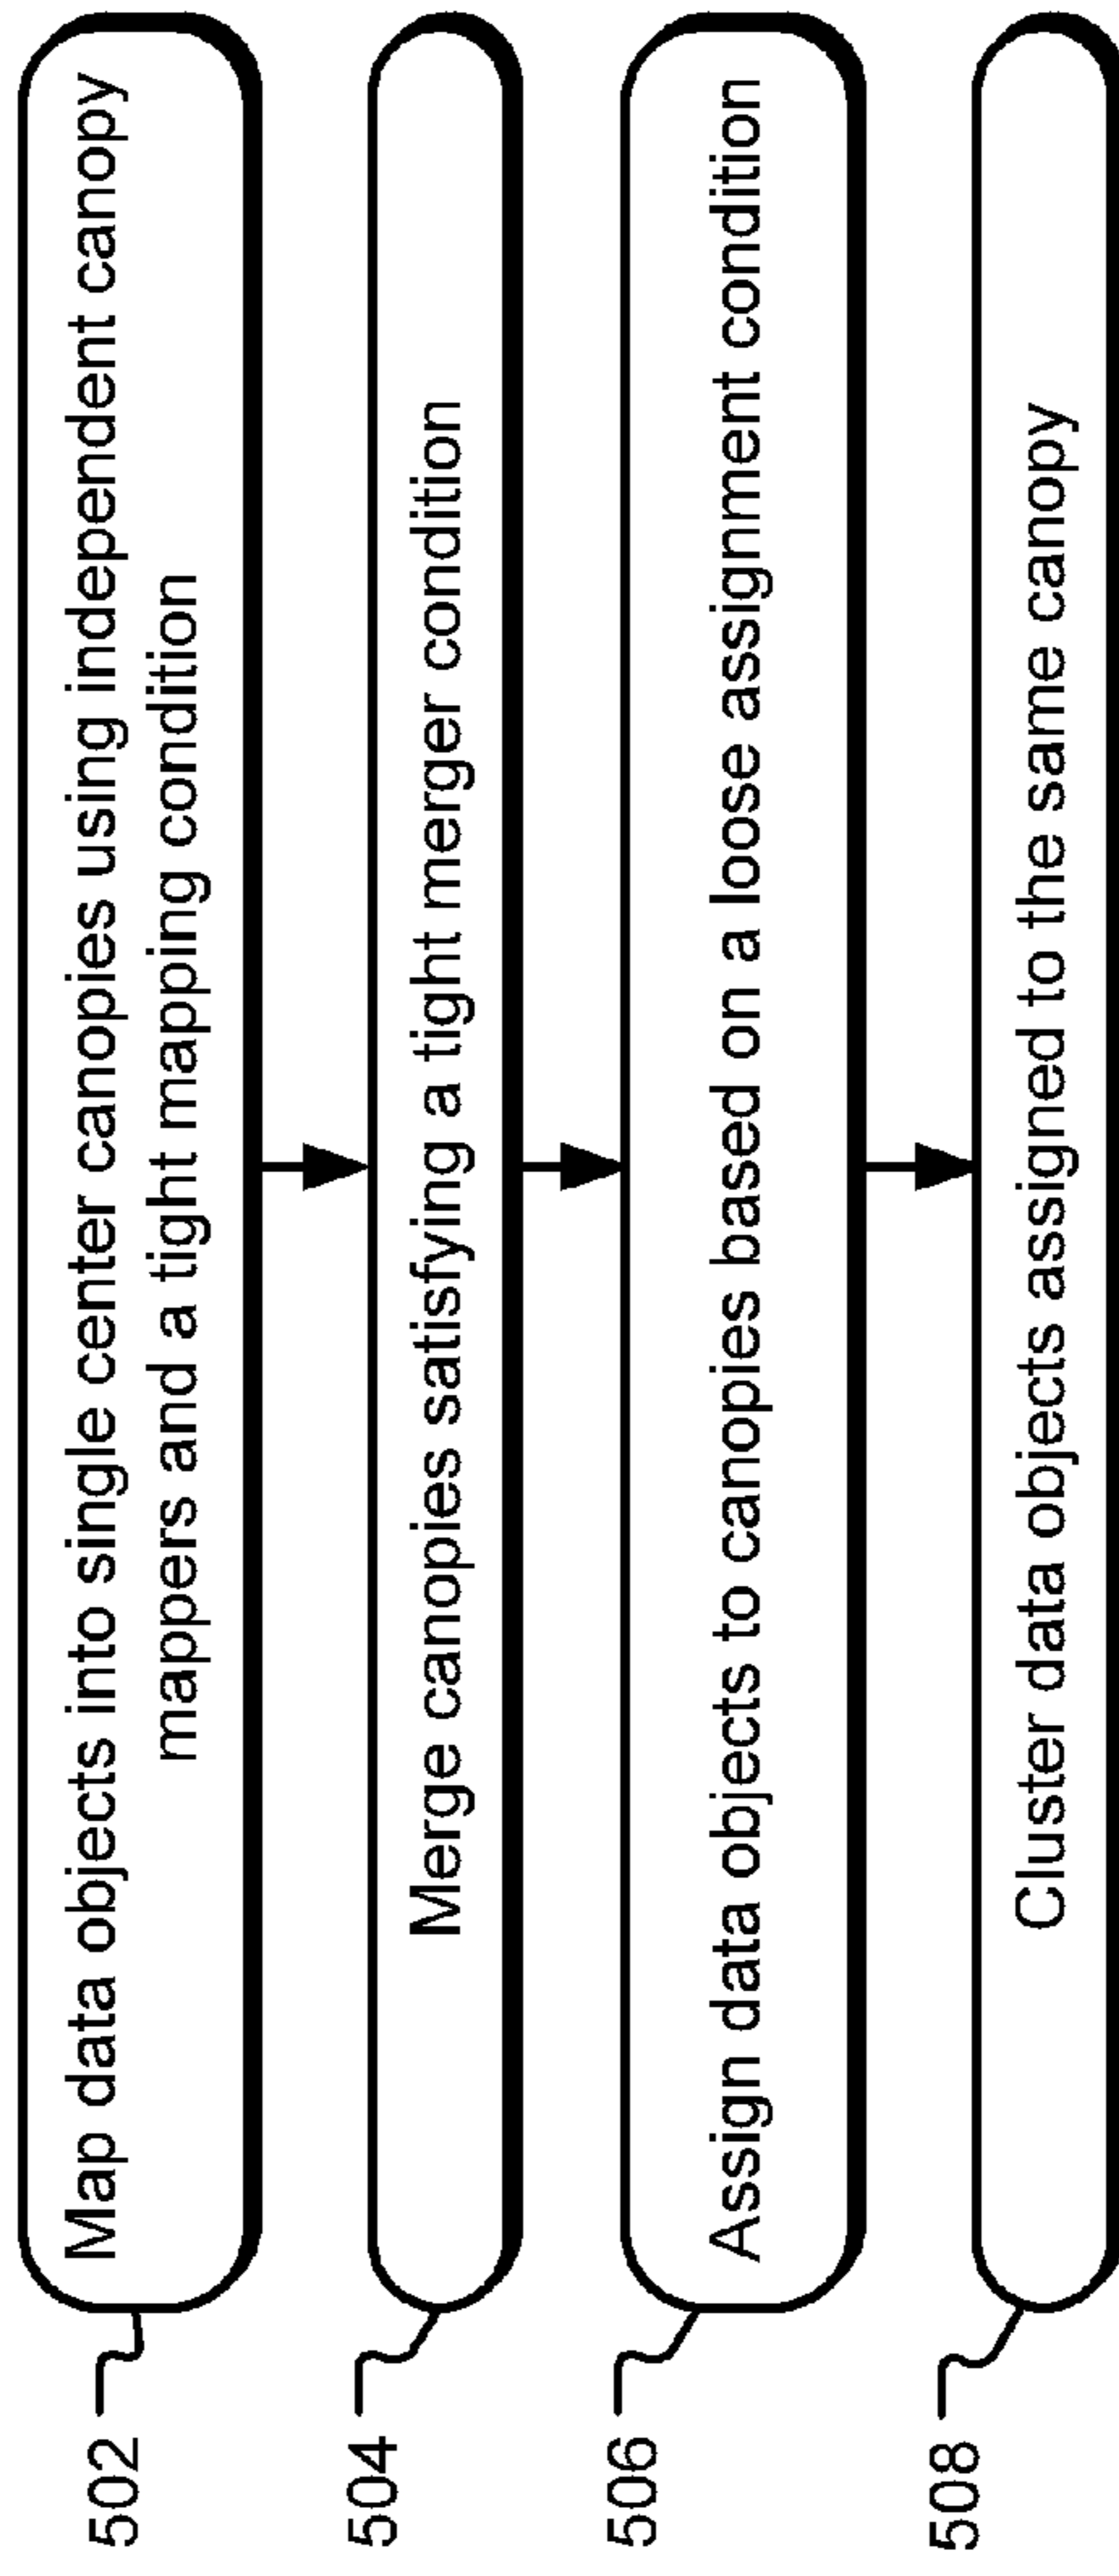 502
Map data objects into single center canopies using independent canopy
mappers and a tight mapping condition
504
Merge canopies satisfying a tight merger condition
506
Assign data objects to canopies based on a loose assignment condition
508
Cluster data objects assigned to the same canopy